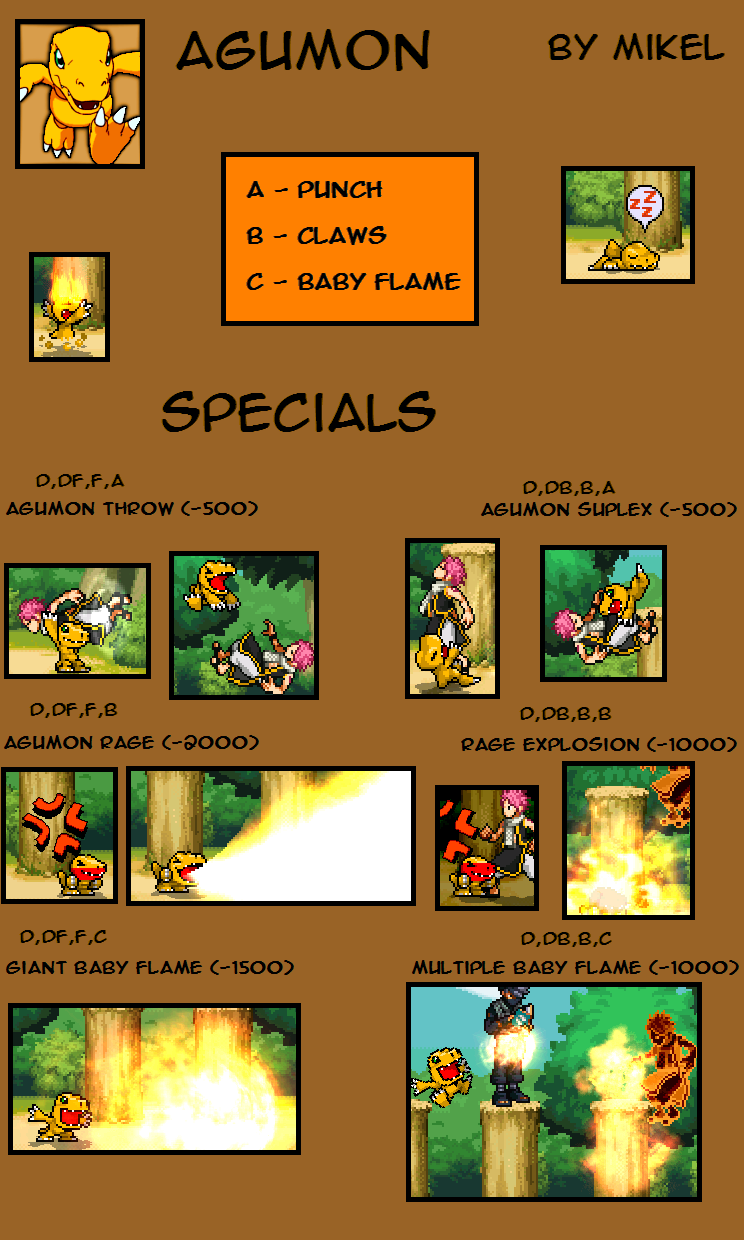 AGUMON
BY MIKEL
A - PUNCH
B - CLAWS
C - BABY FLAME
ZZZ
SPECIALS
D,DF,F,A
AGUMON THROW (-500)
D,DB,B,A
AGUMON SUPLEX (-500)
D,DF,F,B
AGUMON RAGE (-2000)
D,DB,B,B
RAGE EXPLOSION (-1000)
D,DF,F,C
GIANT BABY FLAME (-1500)
D,DB,B,C
MULTIPLE BABY FLAME (-1000)